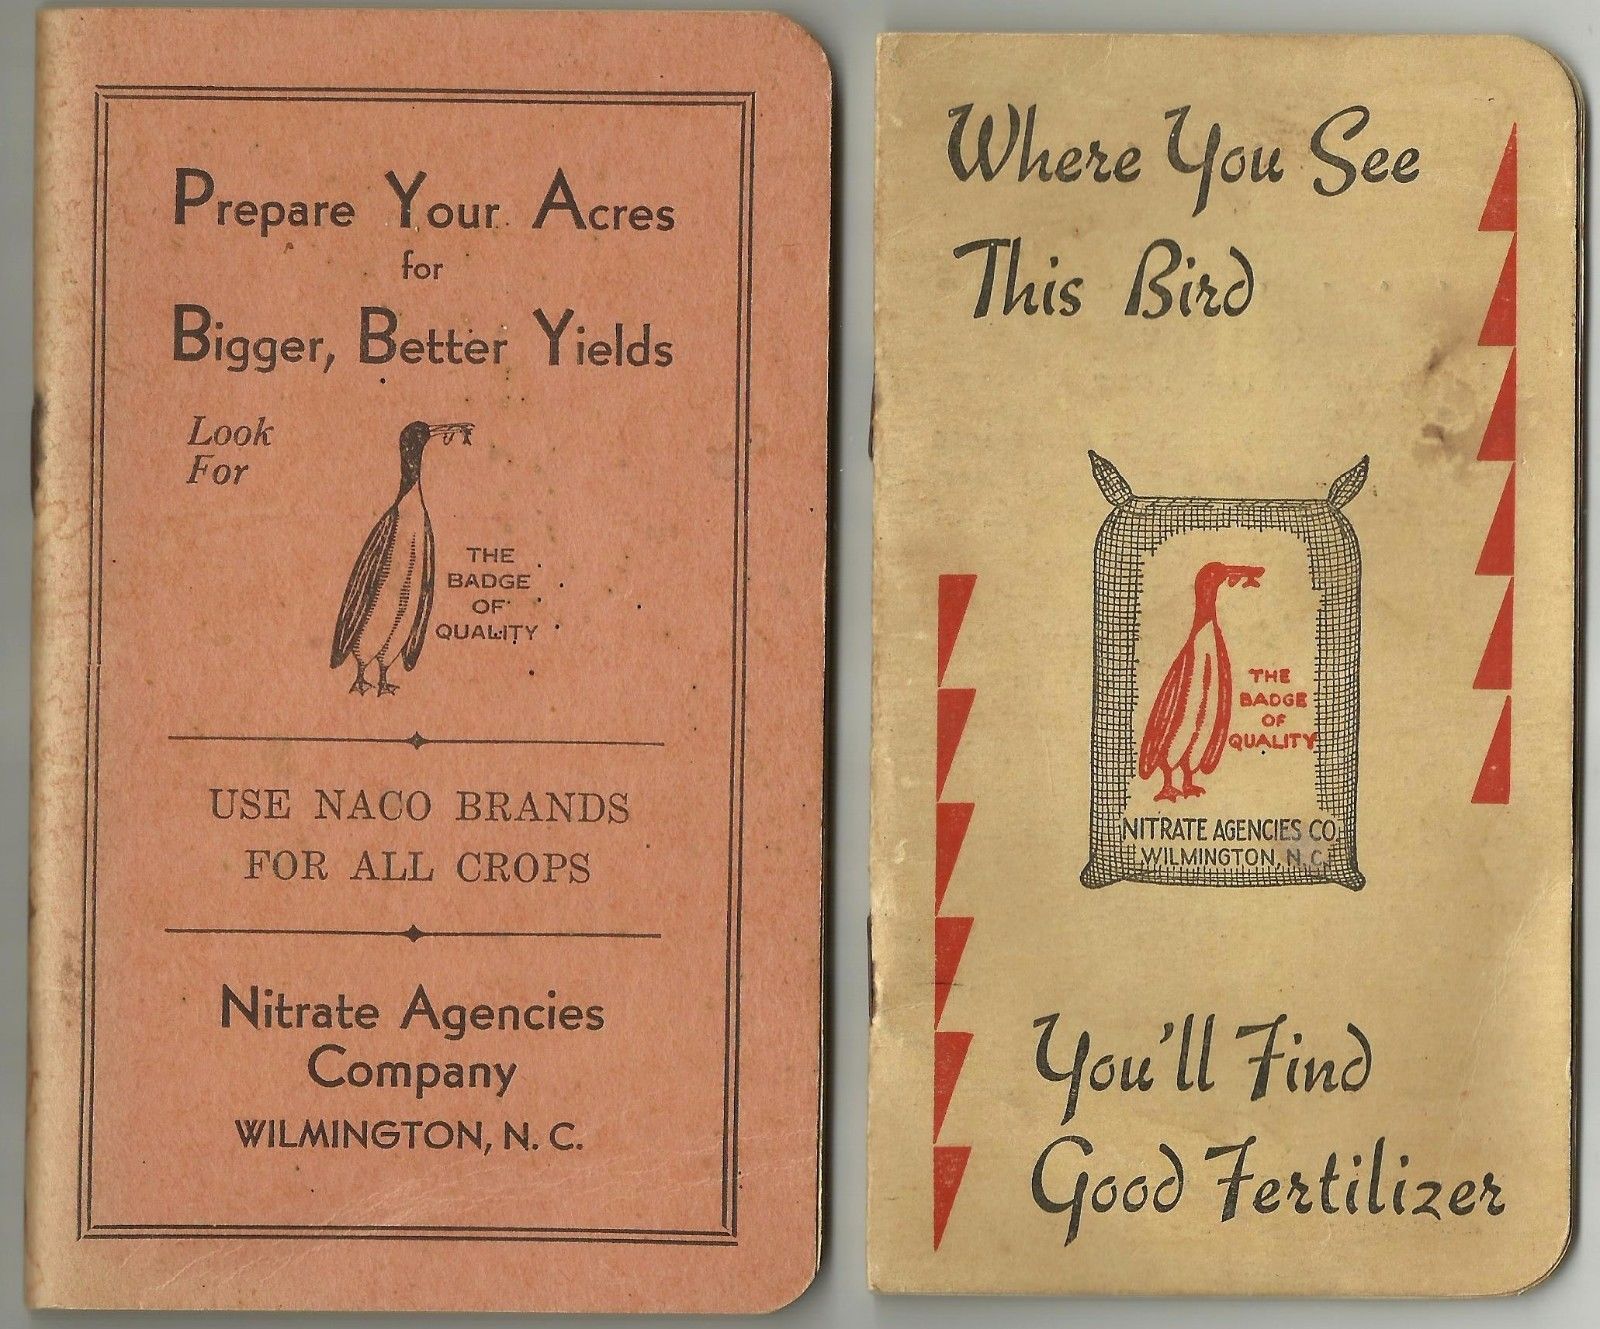 Prepare Your Acres
for
Bigger, Better Yields
Look
For
THE
BADGE
OF
QUALITY
USE NACO BRANDS
FOR ALL CROPS
Nitrate Agencies
Company
WILMINGTON, N. C.
Where You See
This Bird
THE
BADGE
OF
QUALITY
NITRATE AGENCIES CO
WILMINGTON, N. C.
You'll Find
Good Fertilizer